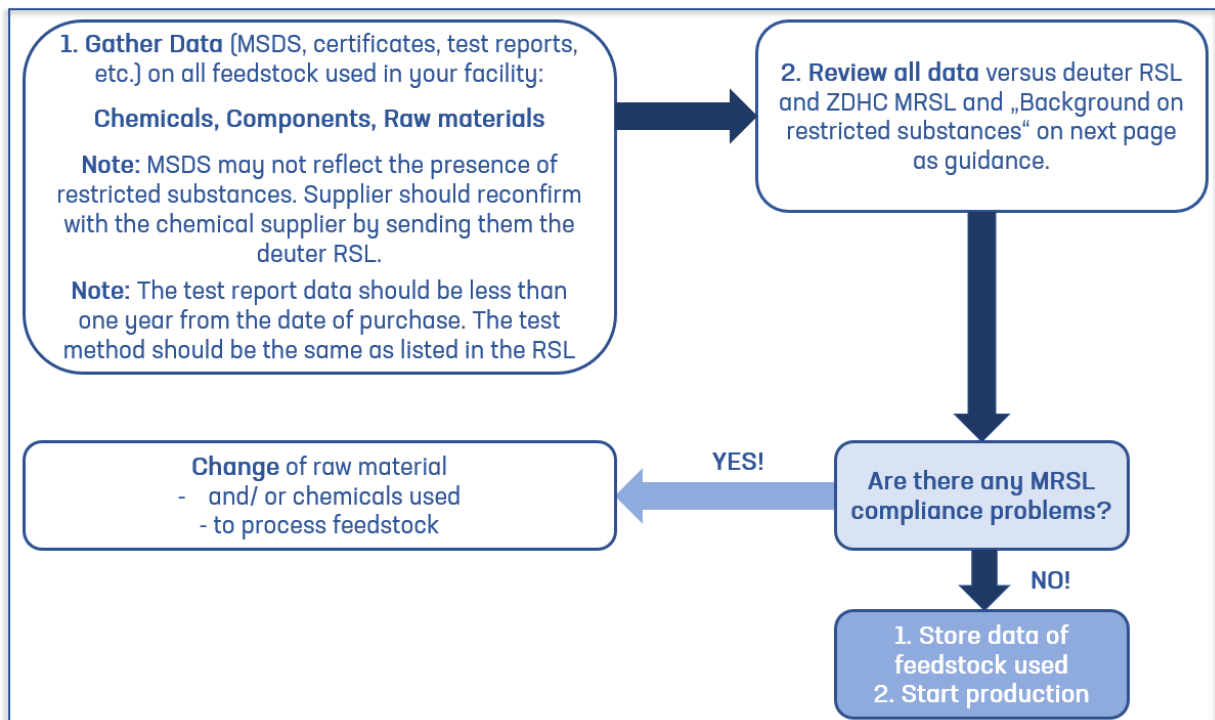 1. Gather Data (MSDS, certificates, test reports,
etc.) on all feedstock used in your facility:
Chemicals, Components, Raw materials
Note: MSDS may not reflect the presence of
restricted substances. Supplier should reconfirm
with the chemical supplier by sending them the
deuter RSL.
Note: The test report data should be less than
one year from the date of purchase. The test
method should be the same as listed in the RSL
2. Review all data versus deuter RSL
and ZDHC MRSL and „Background on
restricted substances“ on next page
as guidance.
Are there any MRSL
compliance problems?
YES!
Change of raw material
- and/ or chemicals used
- to process feedstock
NO!
1. Store data of
feedstock used
2. Start production